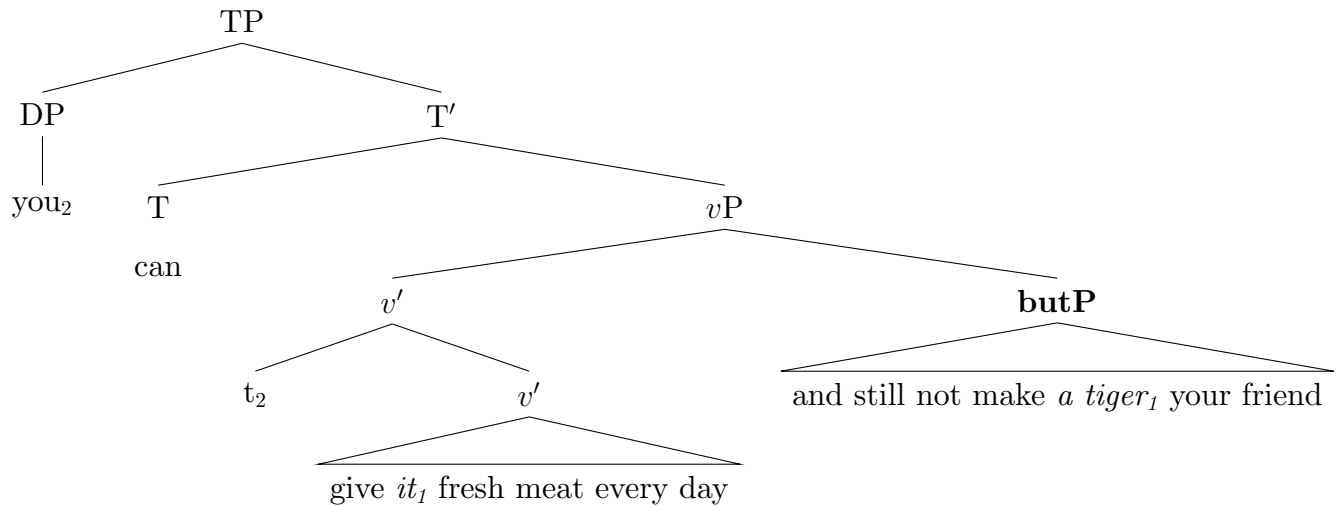 TP
DP T′
you₂ T vP
can
v′ butP
t₂ v′ and still not make a tiger₁ your friend
give it₁ fresh meat every day